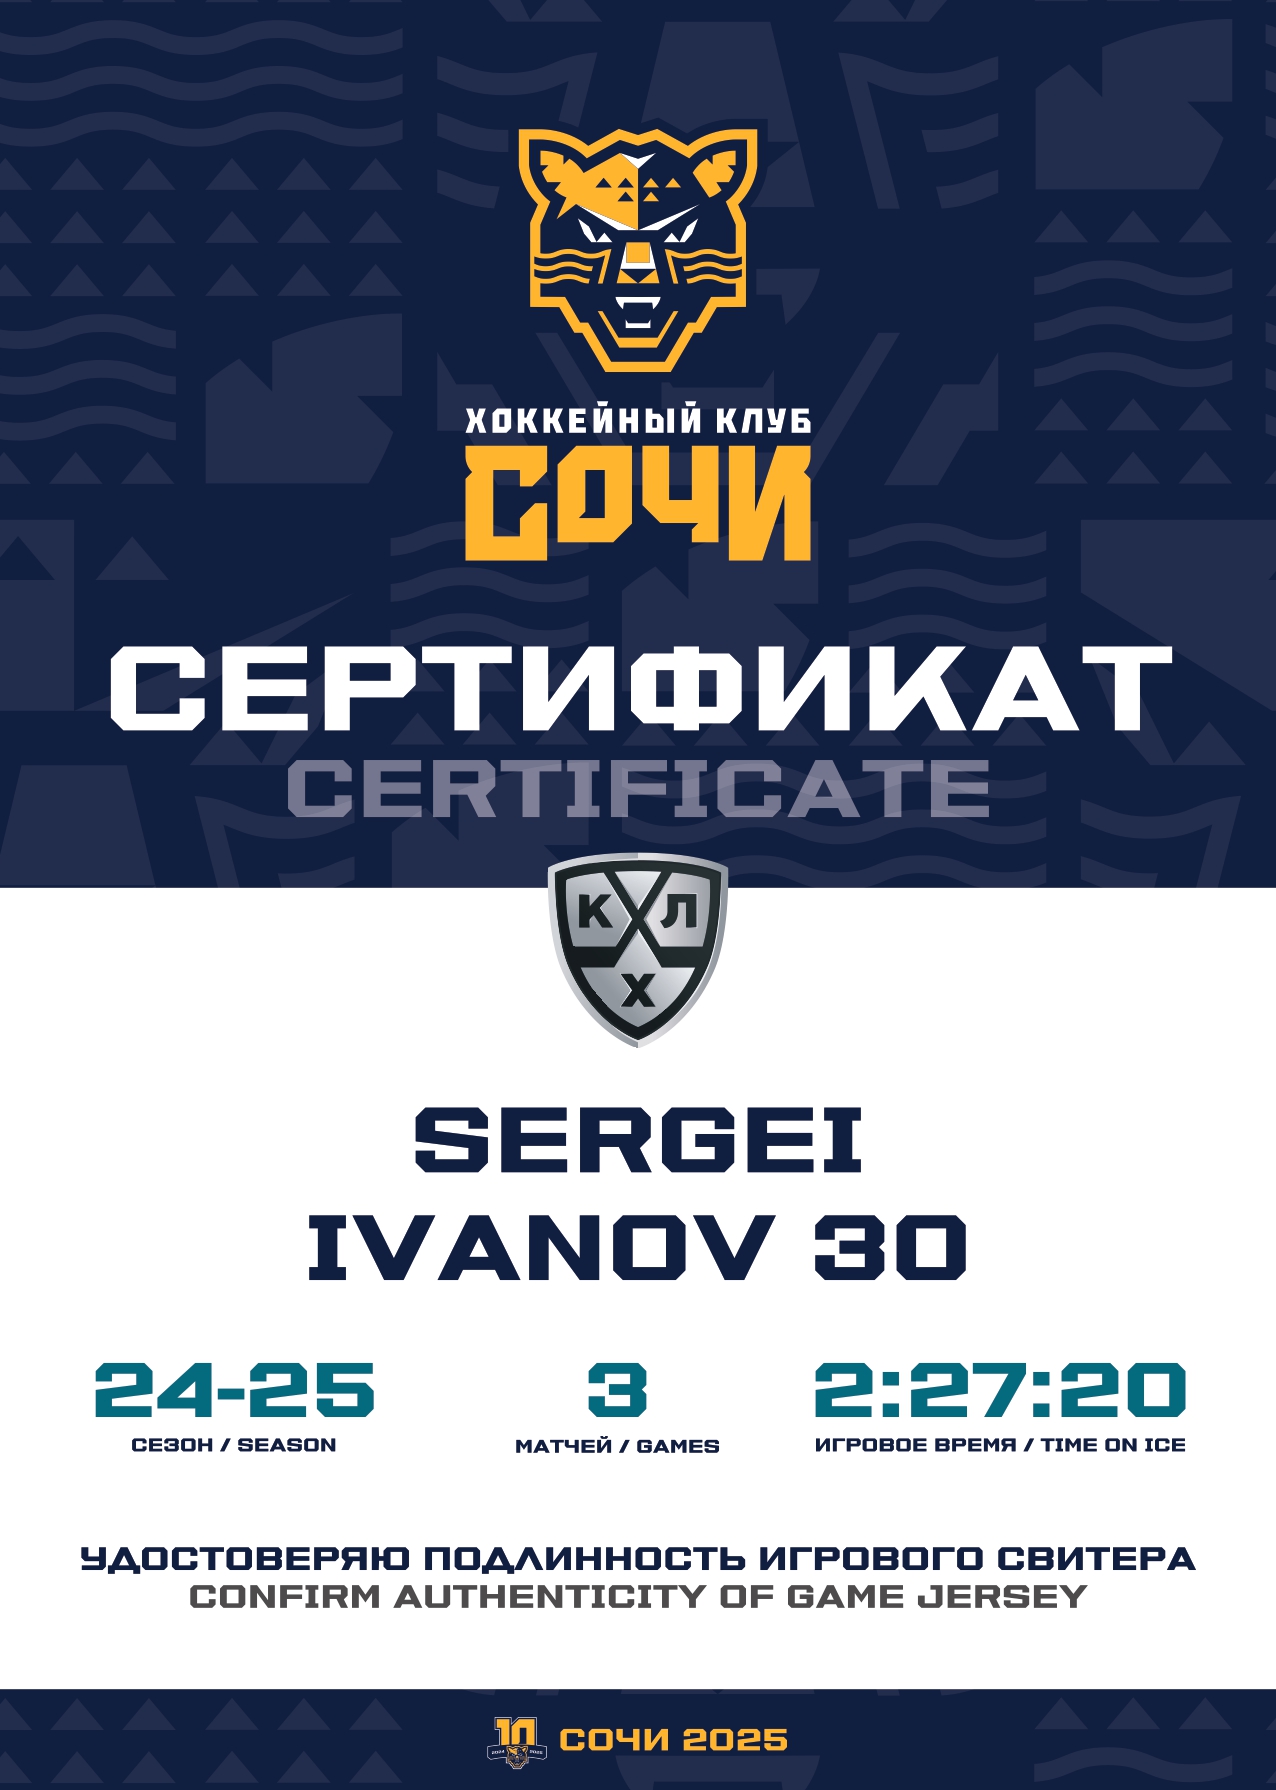 ХОККЕЙНЫЙ КЛУБ
СОЧИ
СЕРТИФИКАТ
CERTIFICATE
К Л
Х
SERGEI
IVANOV 30
24-25
СЕЗОН / SEASON
3
МАТЧЕЙ / GAMES
2:27:20
ИГРОВОЕ ВРЕМЯ / TIME ON ICE
УДОСТОВЕРЯЮ ПОДЛИННОСТЬ ИГРОВОГО СВИТЕРА
CONFIRM AUTHENTICITY OF GAME JERSEY
10
СОЧИ 2025